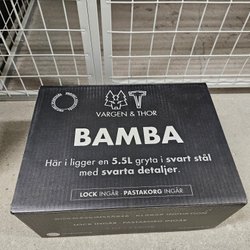 VARGEN & THOR
BAMBA
Här i ligger en 5.5L gryta i svart stål
med svarta detaljer.
LOCK INGÅR • PASTAKORG INGÅR